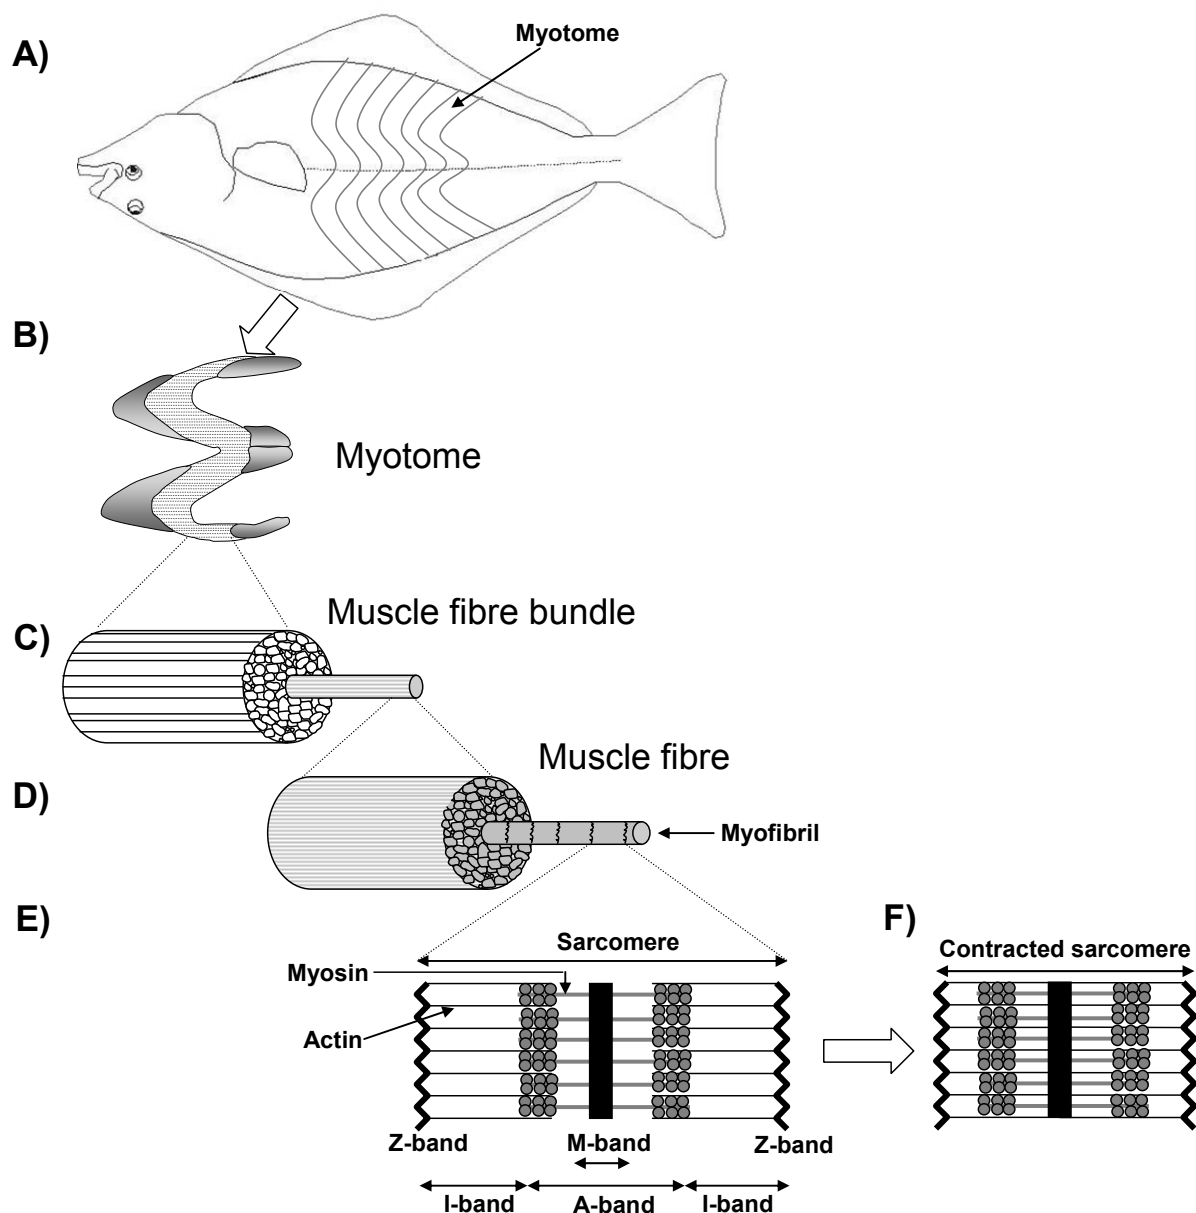 A)
Myotome
B)
Myotome
Muscle fibre bundle
C)
Muscle fibre
D)
Myofibril
E)
F)
Sarcomere
Contracted sarcomere
Myosin
Actin
Z-band
M-band
Z-band
I-band
A-band
I-band